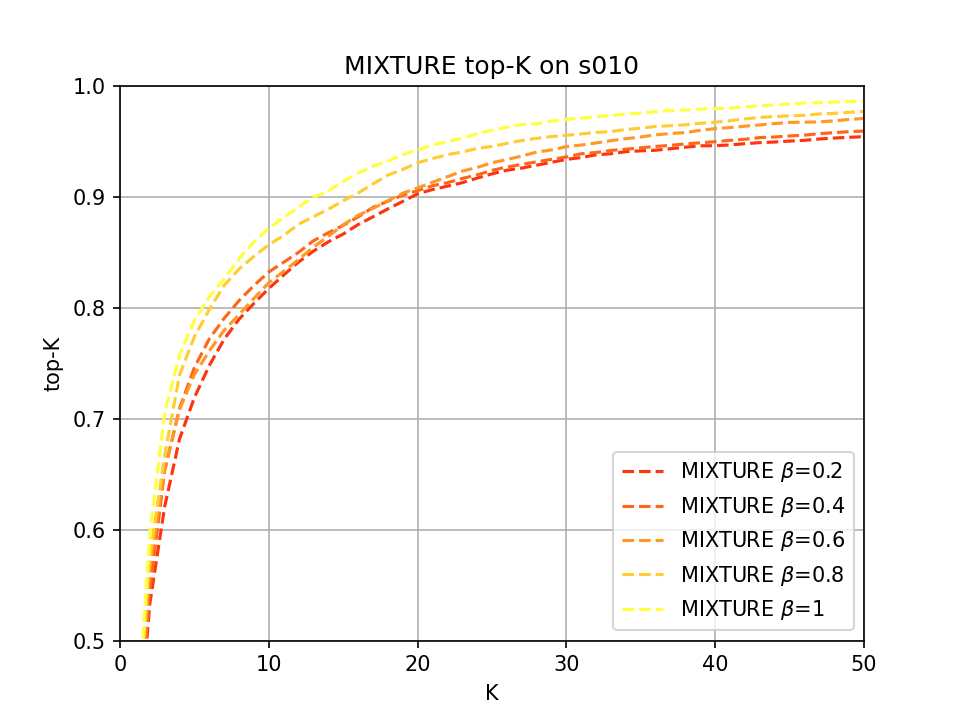 MIXTURE top-K on s010
1.0
0.9
0.8
0.7
0.6
0.5
top-K
0 10 20 30 40 50
K
MIXTURE β=0.2
MIXTURE β=0.4
MIXTURE β=0.6
MIXTURE β=0.8
MIXTURE β=1